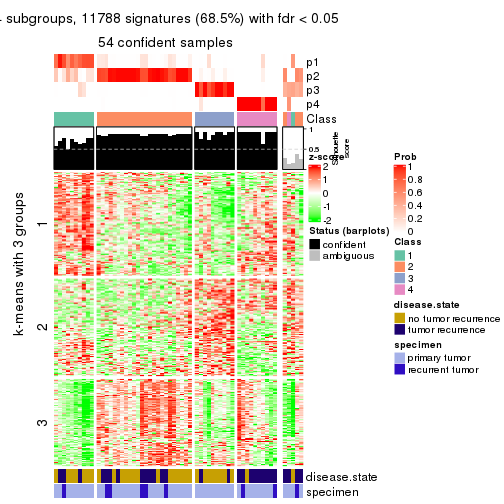 subgroups, 11788 signatures (68.5%) with fdr < 0.05
54 confident samples
p1
p2
p3
p4
Class
1
0.5
Silhouette
score
k-means with 3 groups
1
2
3
z-score
2
1
0
-1
-2
Status (barplots)
confident
ambiguous
Prob
1
0.8
0.6
0.4
0.2
0
Class
1
2
3
4
disease.state
no tumor recurrence
tumor recurrence
specimen
primary tumor
recurrent tumor
disease.state
specimen